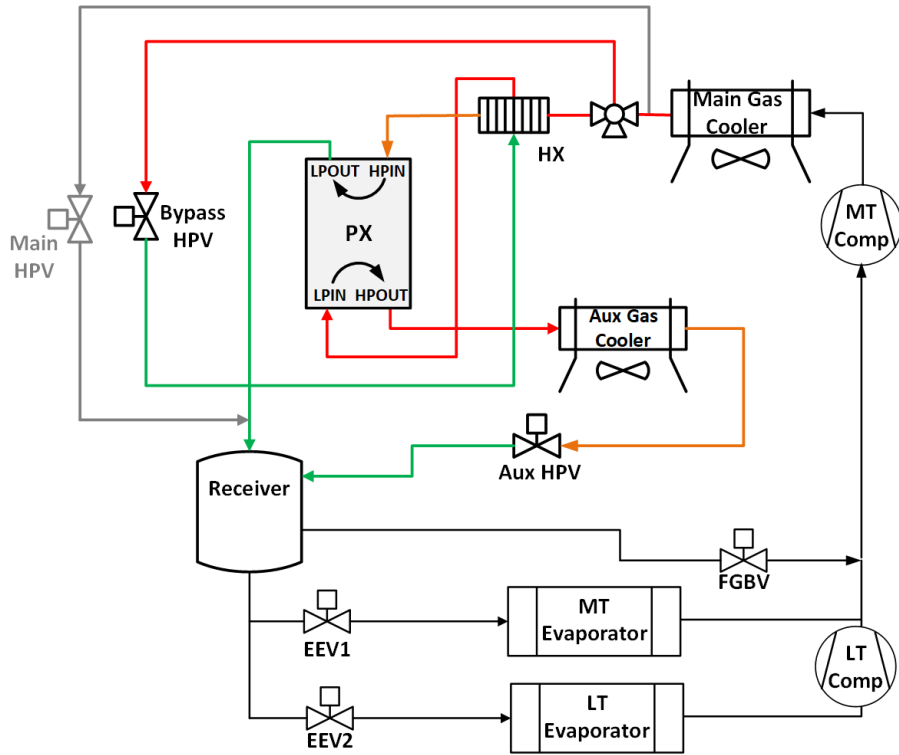 Main Gas
Cooler
HX
LPOUT HPIN
Bypass
HPV
PX
MT
Comp
Main
HPV
LPIN HPOUT
Aux Gas
Cooler
Aux HPV
Receiver
FGBV
MT
Evaporator
EEV1
LT
Comp
LT
Evaporator
EEV2